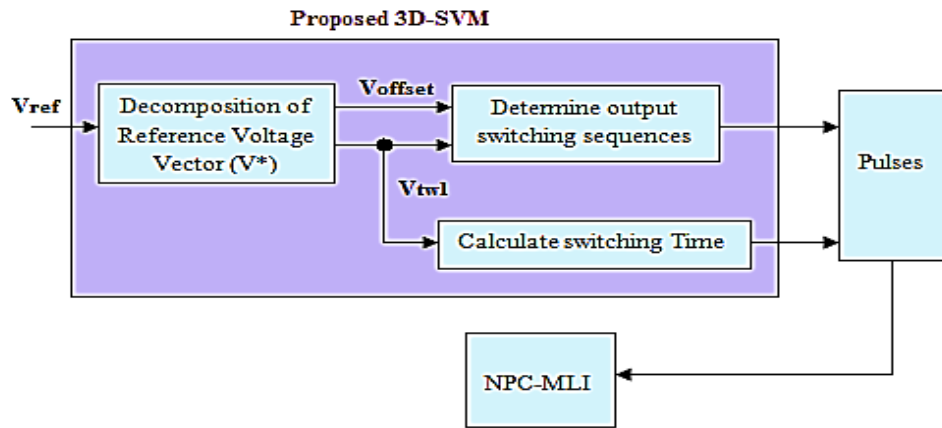 Proposed 3D-SVM
Vref
Decomposition of
Reference Voltage
Vector (V*)
Voffset
Vtwl
Determine output
switching sequences
Calculate switching Time
Pulses
NPC-MLI